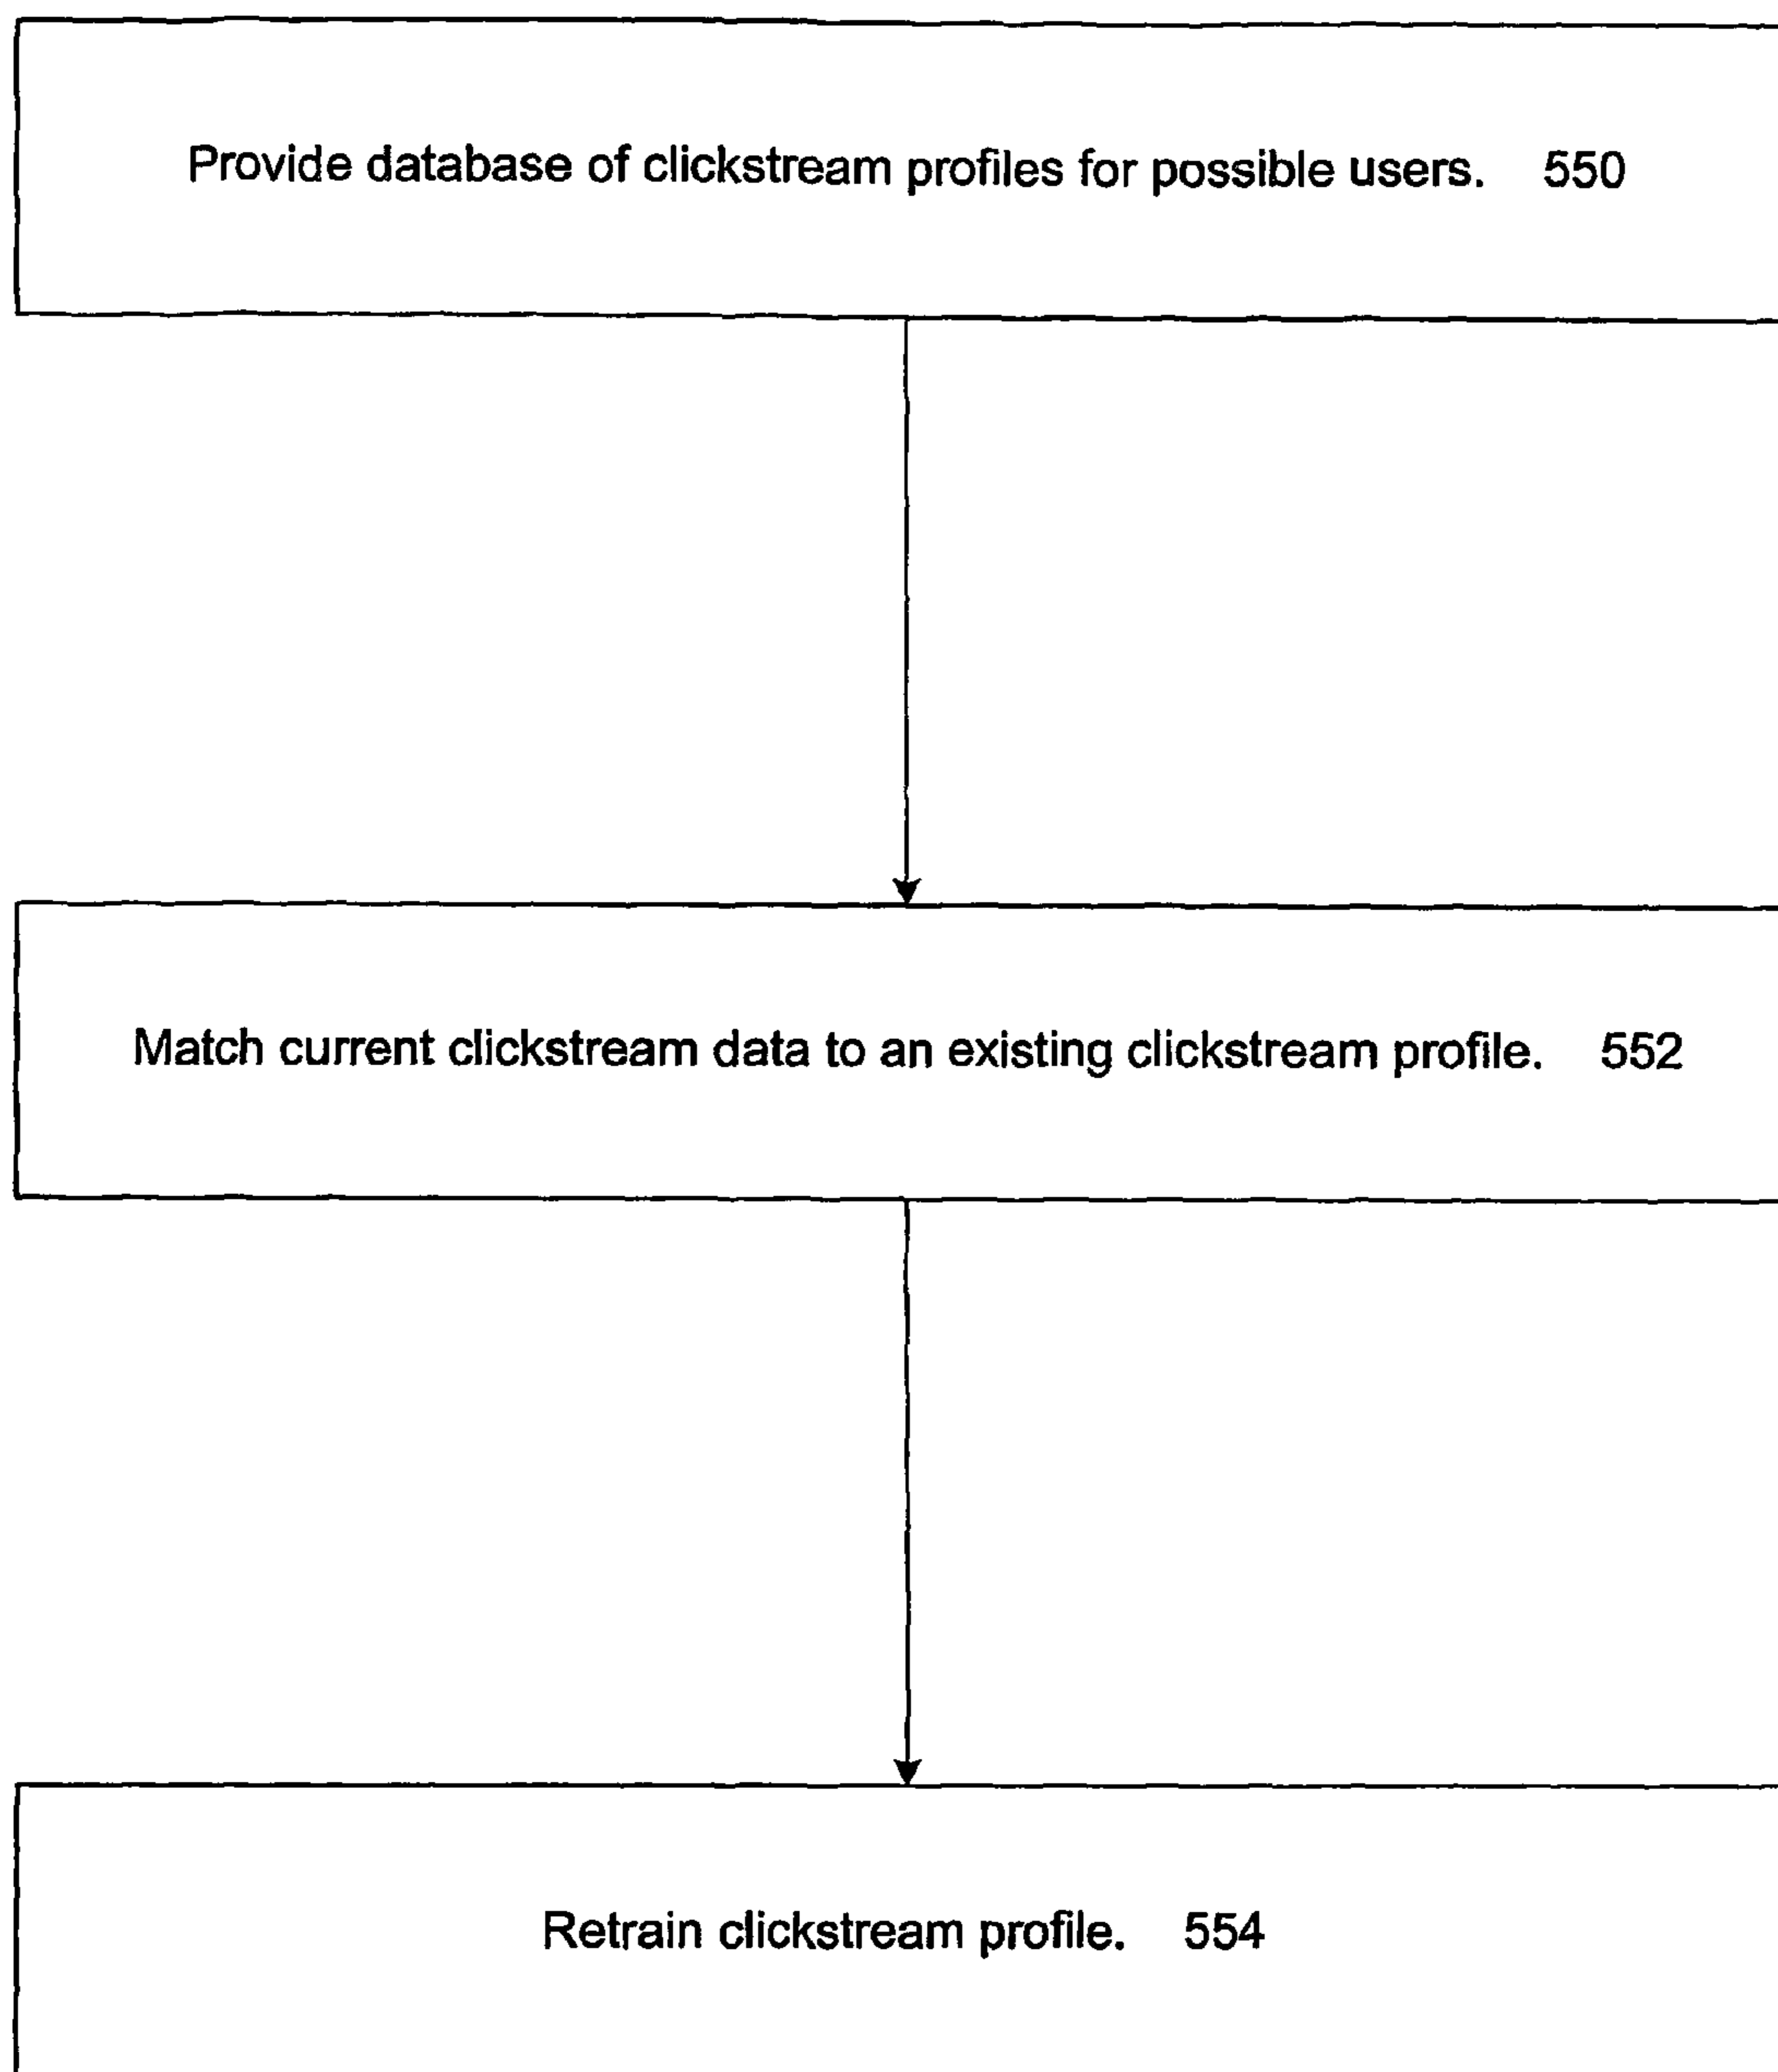 Provide database of clickstream profiles for possible users. 550
Match current clickstream data to an existing clickstream profile. 552
Retrain clickstream profile. 554